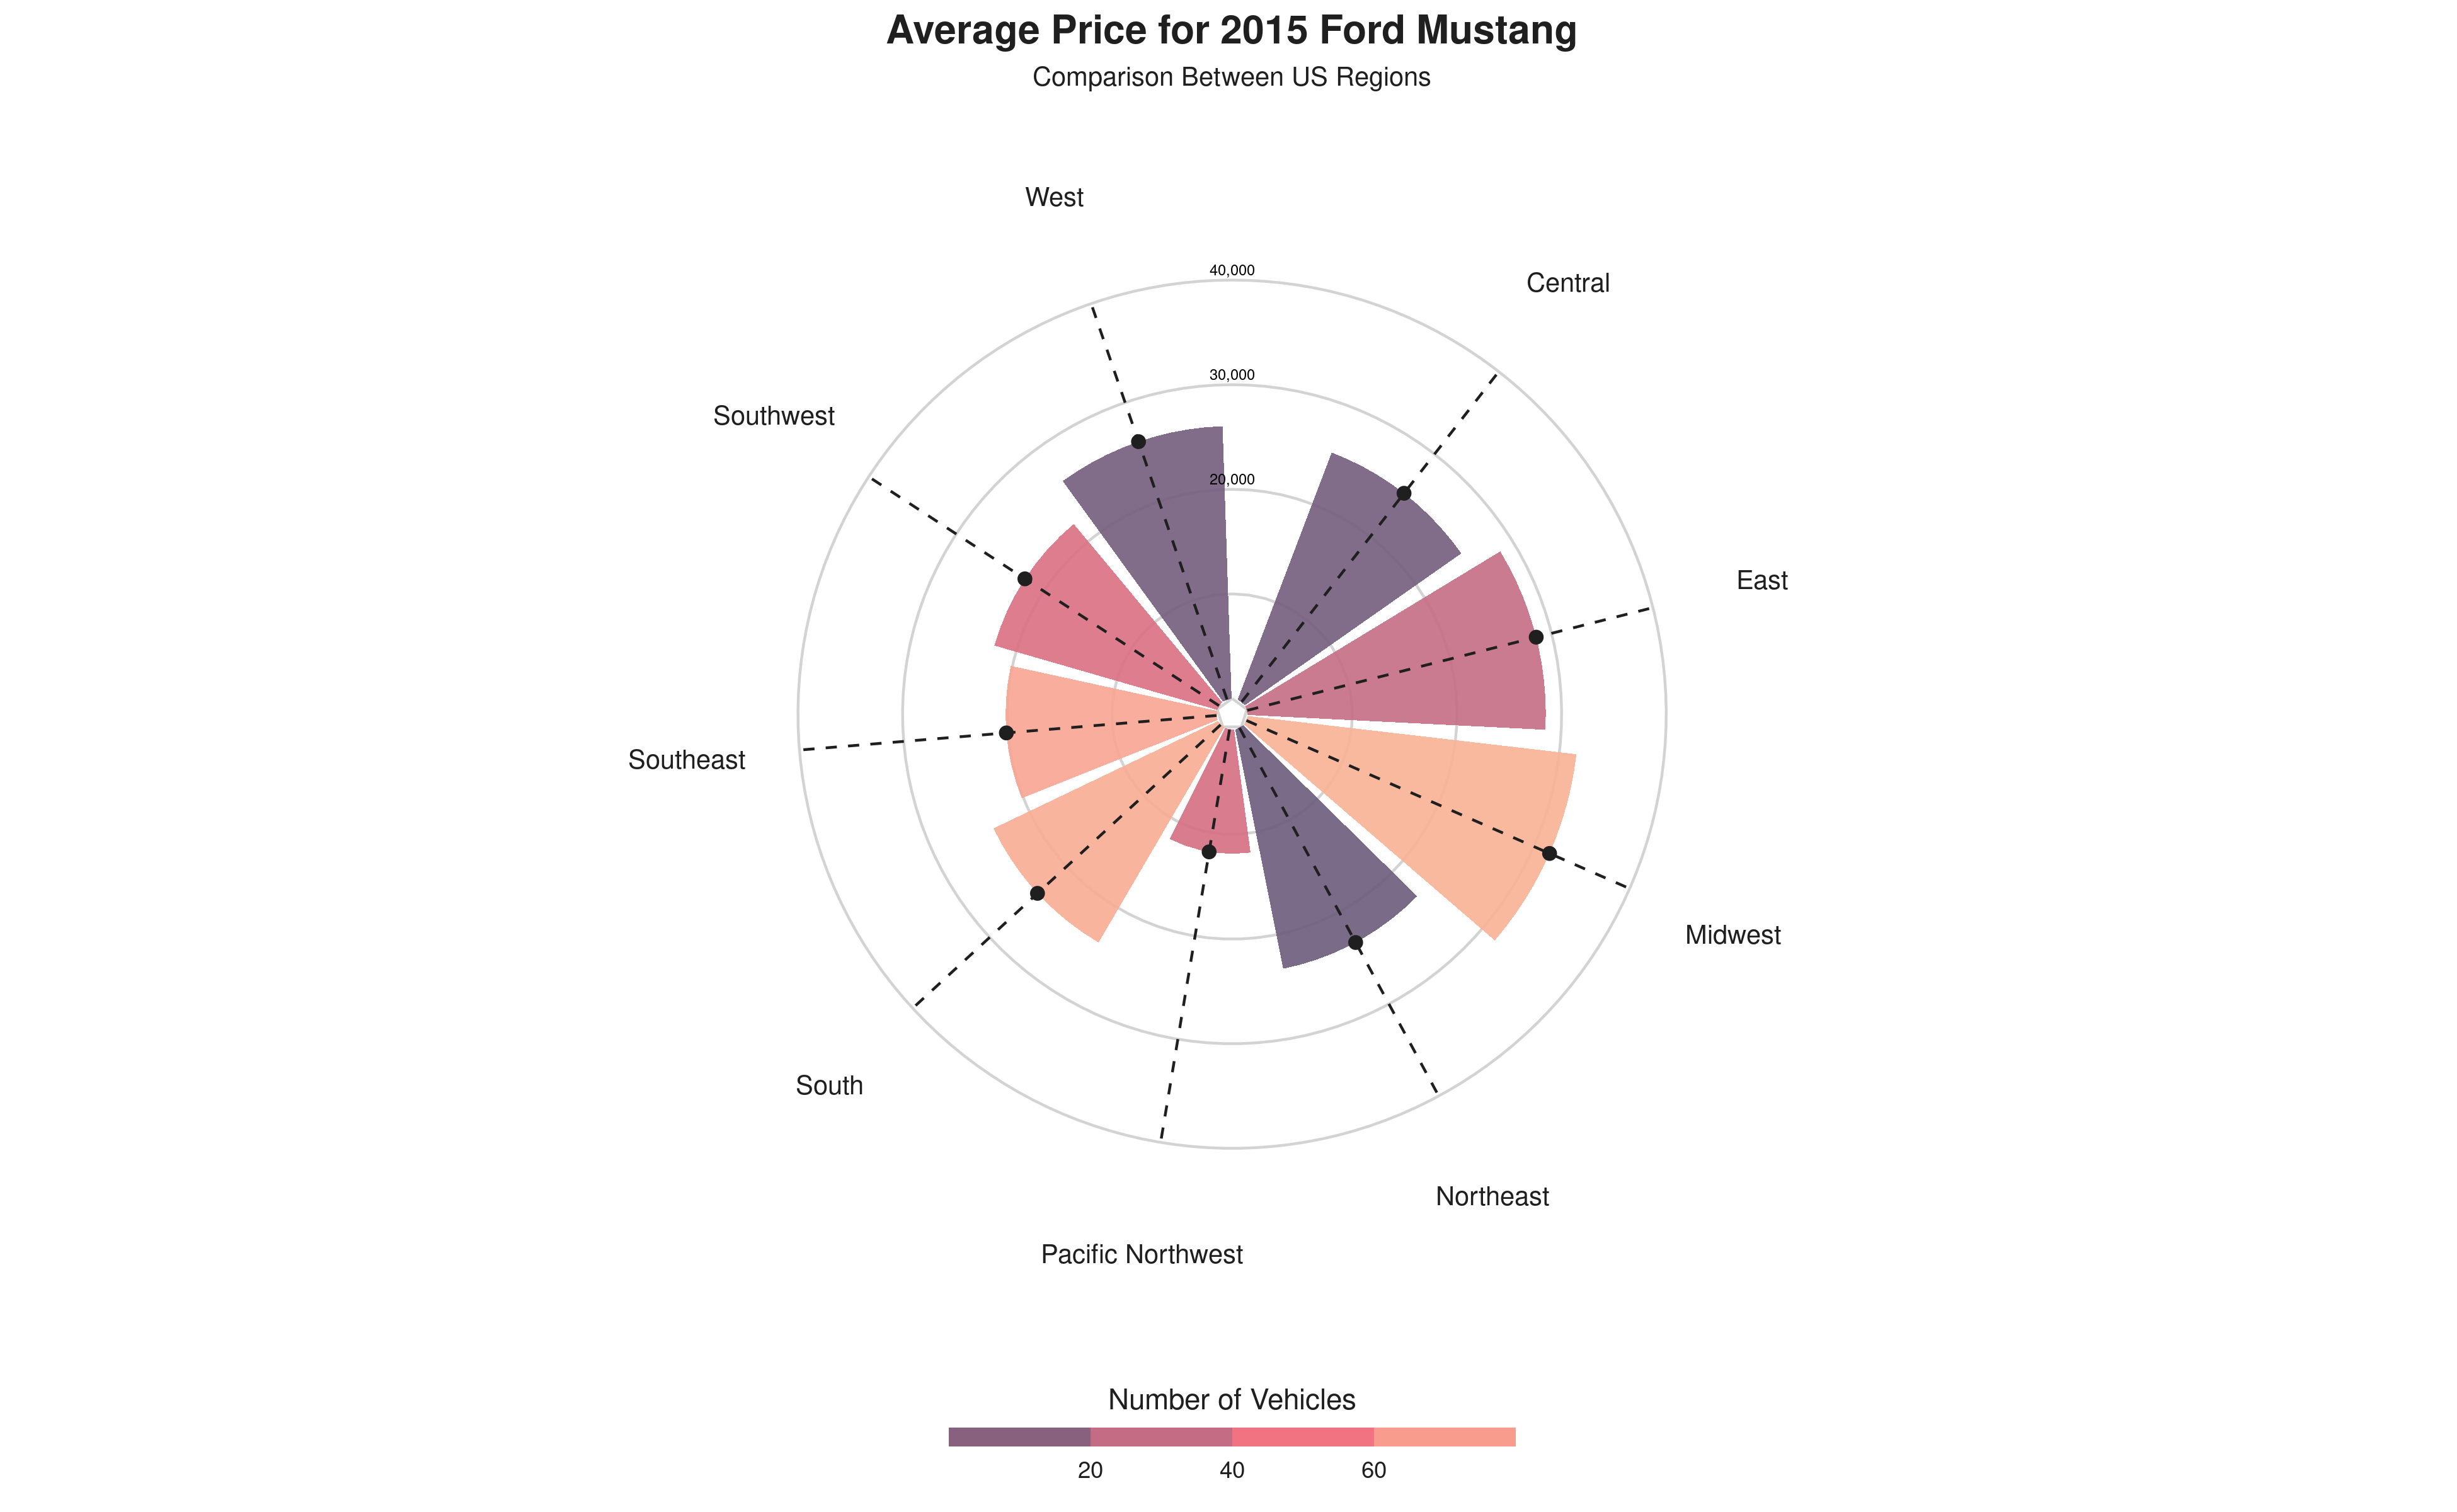 Average Price for 2015 Ford Mustang
Comparison Between US Regions
West
40,000
Central
30,000
Southwest
20,000
East
Southeast
Midwest
South
Northeast
Pacific Northwest
Number of Vehicles
20 40 60